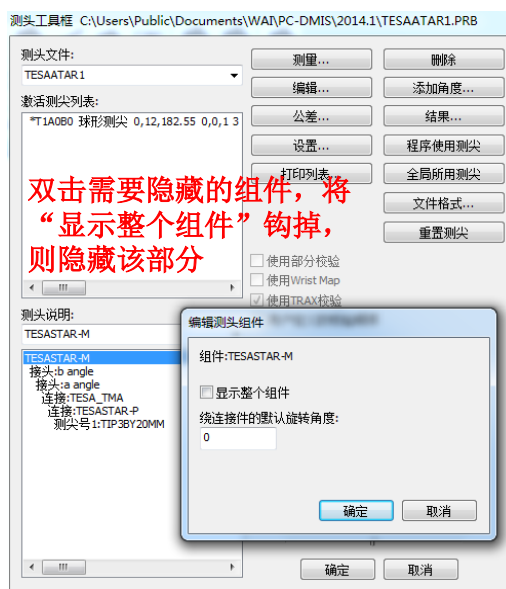 测头工具框 C:\Users\Public\Documents\WAI\PC-DMIS\2014.1\TESAATAR1.PRB
测头文件:
TESAATAR1
激活测尖列表:
*T1A0B0 球形测尖 0,12,182.55 0,0,1 3
测量...
删除
编辑...
添加角度...
公差...
结果...
设置...
程序使用测尖
打印列表
全局所用测尖
文件格式...
重置测尖
双击需要隐藏的组件，将
“显示整个组件”钩掉，
则隐藏该部分
使用部分校验
使用Wrist Map
使用TRAX校验
测头说明:
TESASTAR-M
TESASTAR-M
接头:b angle
接头:a angle
连接:TESA_TMA
连接:TESASTAR-P
测尖号1:TIP3BY20MM
编辑测头组件
组件:TESASTAR-M
显示整个组件
绕连接件的默认旋转角度:
0
确定
取消
确定
取消